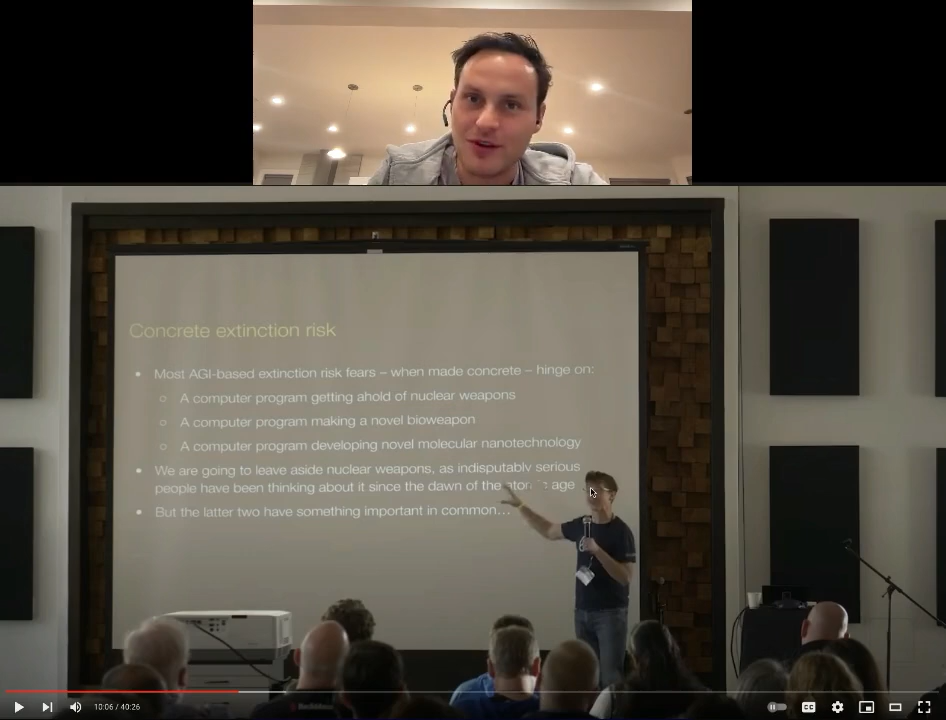 Concrete extinction risk
• Most AGI-based extinction risk fears – when made concrete – hinge on:
○ A computer program getting ahold of nuclear weapons
○ A computer program making a novel bioweapon
○ A computer program developing novel molecular nanotechnology
• We are going to leave aside nuclear weapons, as indisputably serious
people have been thinking about it since the dawn of the atomic age
• But the latter two have something important in common...
10:06 / 40:26
CC